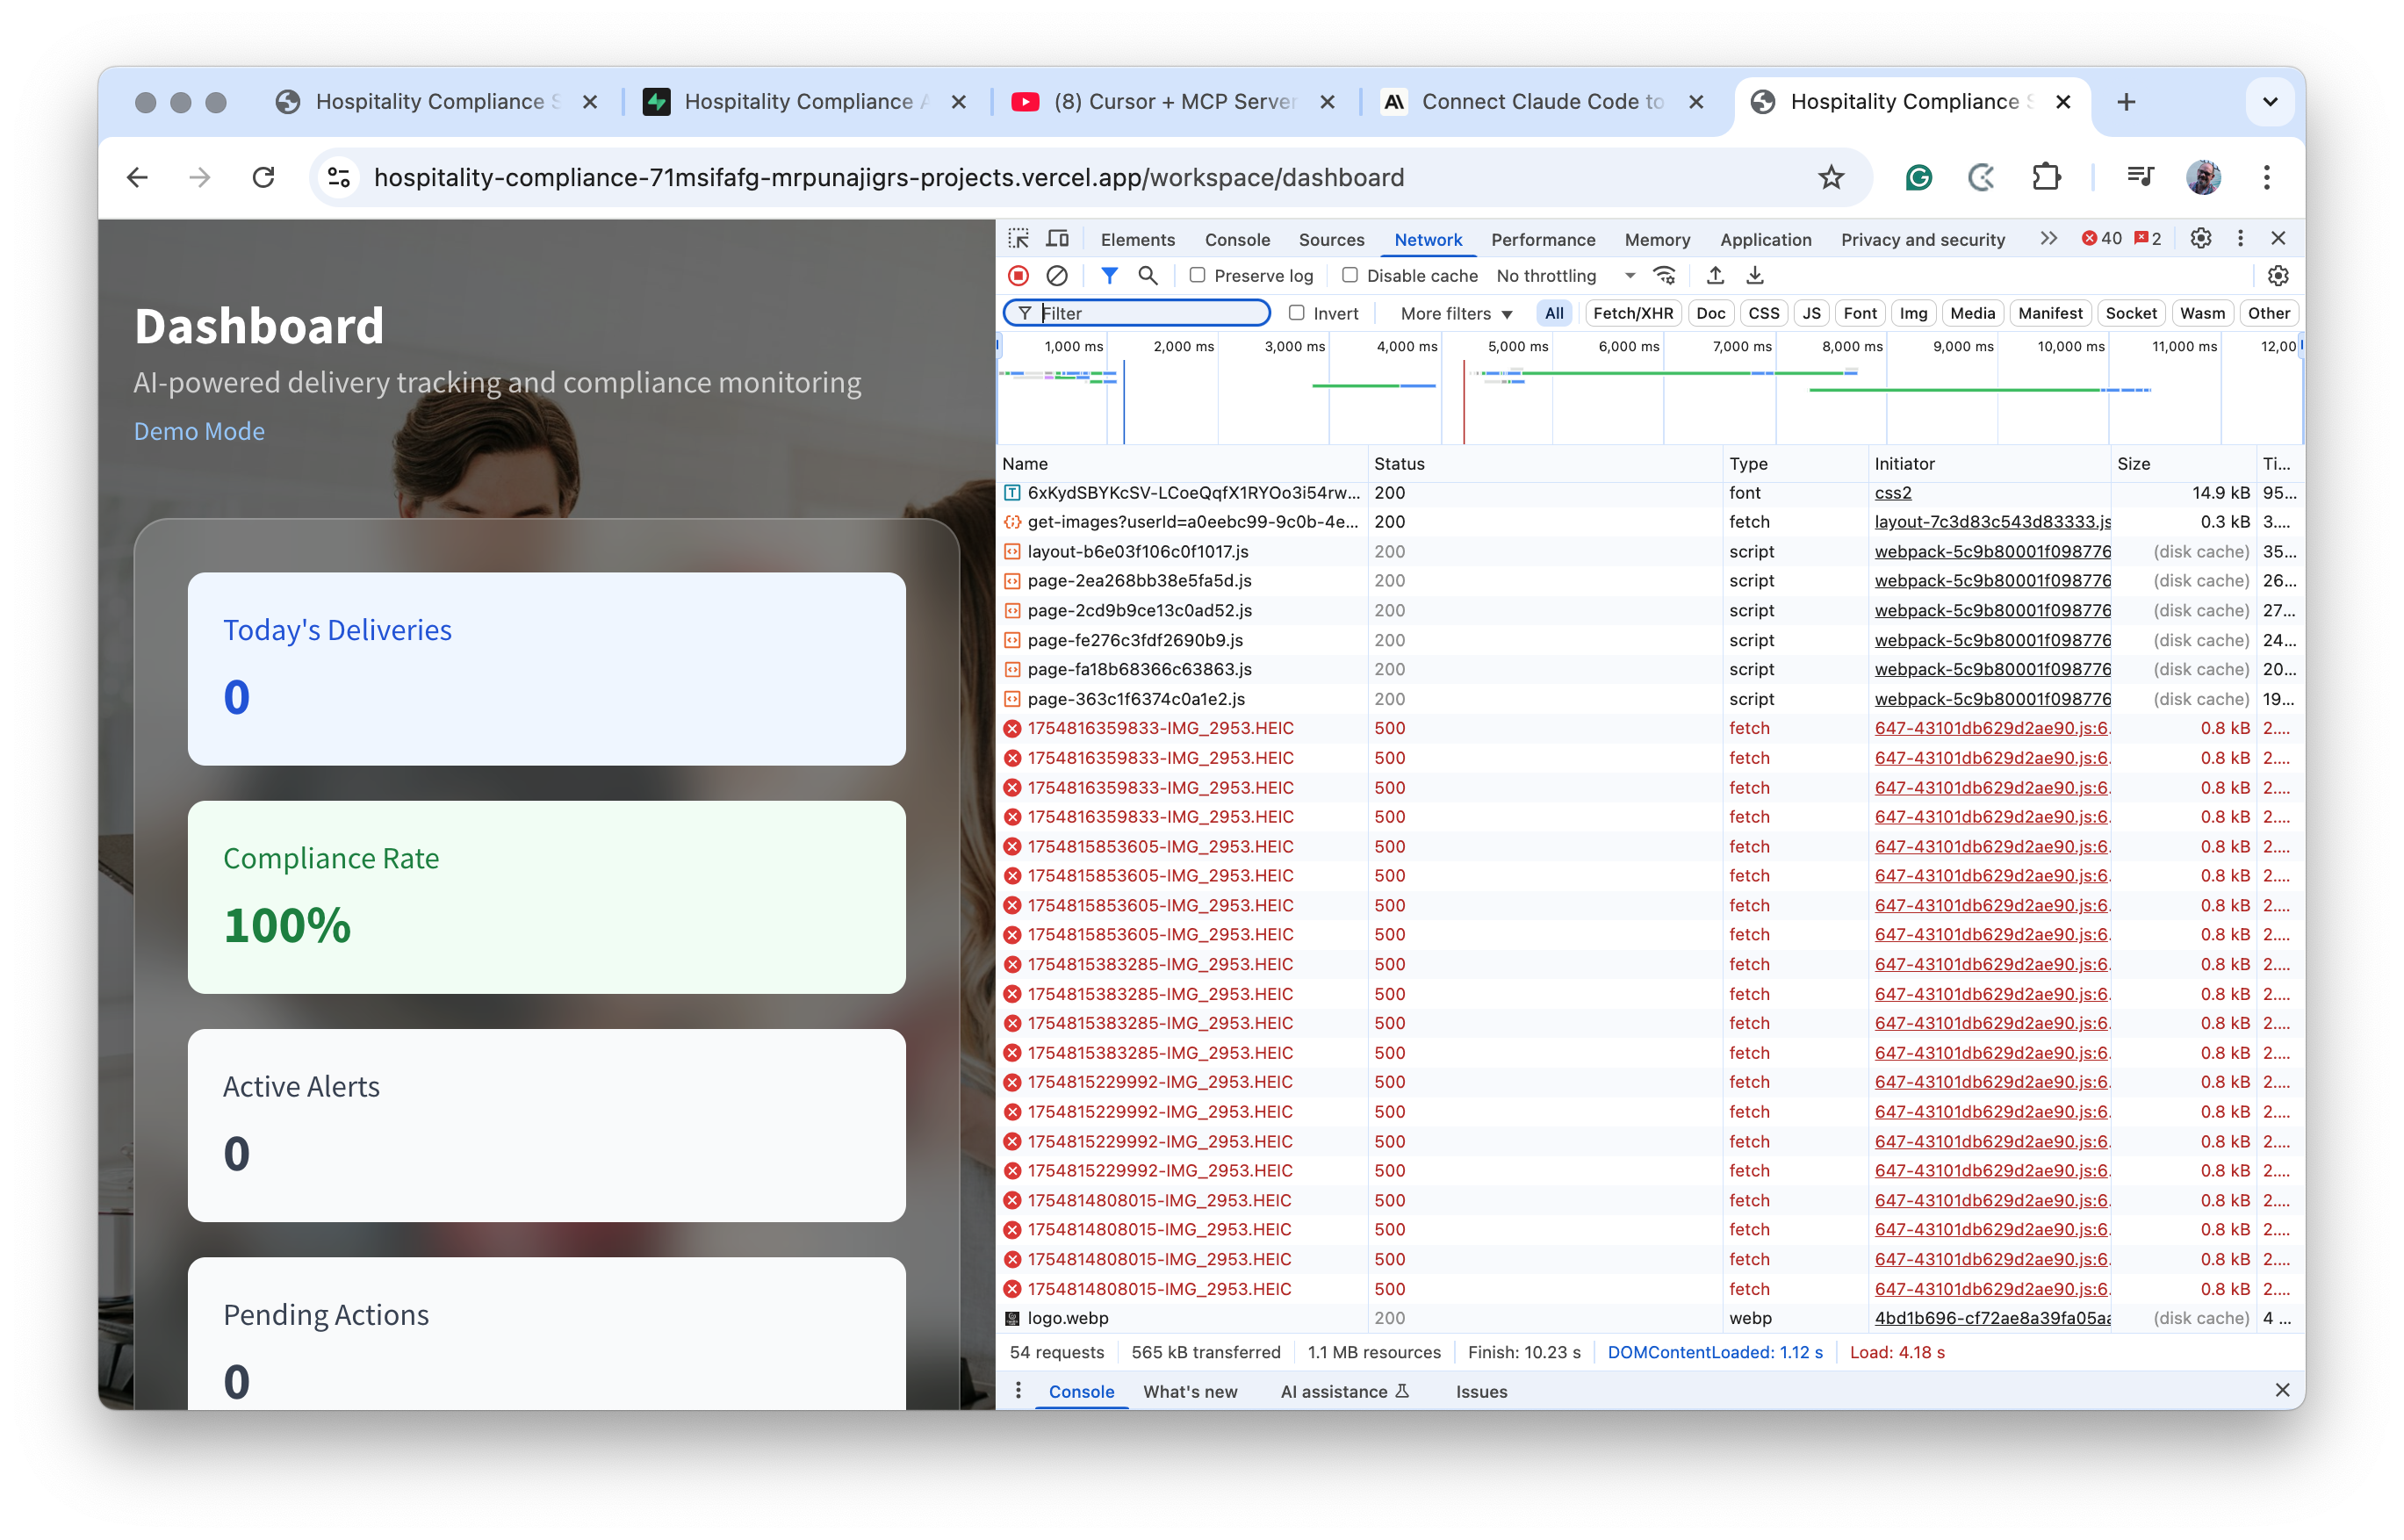 Hospitality Compliance S
Hospitality Compliance A
(8) Cursor + MCP Server
Connect Claude Code to
Hospitality Compliance S
hospitality-compliance-71msifafg-mrpunajigrs-projects.vercel.app/workspace/dashboard
Dashboard
AI-powered delivery tracking and compliance monitoring
Demo Mode
Today's Deliveries
0
Compliance Rate
100%
Active Alerts
0
Pending Actions
0
Elements Console Sources Network Performance Memory Application Privacy and security 40 2
Preserve log Disable cache No throttling
Filter Invert More filters All Fetch/XHR Doc CSS JS Font Img Media Manifest Socket Wasm Other
1,000 ms 2,000 ms 3,000 ms 4,000 ms 5,000 ms 6,000 ms 7,000 ms 8,000 ms 9,000 ms 10,000 ms 11,000 ms 12,00
Name Status Type Initiator Size Ti...
6xKydSBYKcSV-LCoeQqfX1RYOo3i54rw... 200 font css2 14.9 kB 95...
get-images?userId=a0eebc99-9c0b-4e... 200 fetch layout-7c3d83c543d83333.js 0.3 kB 3....
layout-b6e03f106c0f1017.js 200 script webpack-5c9b80001f098776 (disk cache) 35...
page-2ea268bb38e5fa5d.js 200 script webpack-5c9b80001f098776 (disk cache) 26...
page-2cd9b9ce13c0ad52.js 200 script webpack-5c9b80001f098776 (disk cache) 27...
page-fe276c3fdf2690b9.js 200 script webpack-5c9b80001f098776 (disk cache) 24...
page-fa18b68366c63863.js 200 script webpack-5c9b80001f098776 (disk cache) 20...
page-363c1f6374c0a1e2.js 200 script webpack-5c9b80001f098776 (disk cache) 19...
1754816359833-IMG_2953.HEIC 500 fetch 647-43101db629d2ae90.js:6. 0.8 kB 2....
1754816359833-IMG_2953.HEIC 500 fetch 647-43101db629d2ae90.js:6. 0.8 kB 2....
1754816359833-IMG_2953.HEIC 500 fetch 647-43101db629d2ae90.js:6. 0.8 kB 2....
1754816359833-IMG_2953.HEIC 500 fetch 647-43101db629d2ae90.js:6. 0.8 kB 2....
1754815853605-IMG_2953.HEIC 500 fetch 647-43101db629d2ae90.js:6. 0.8 kB 2....
1754815853605-IMG_2953.HEIC 500 fetch 647-43101db629d2ae90.js:6. 0.8 kB 2....
1754815853605-IMG_2953.HEIC 500 fetch 647-43101db629d2ae90.js:6. 0.8 kB 2....
1754815853605-IMG_2953.HEIC 500 fetch 647-43101db629d2ae90.js:6. 0.8 kB 2....
1754815383285-IMG_2953.HEIC 500 fetch 647-43101db629d2ae90.js:6. 0.8 kB 2....
1754815383285-IMG_2953.HEIC 500 fetch 647-43101db629d2ae90.js:6. 0.8 kB 2....
1754815383285-IMG_2953.HEIC 500 fetch 647-43101db629d2ae90.js:6. 0.8 kB 2....
1754815383285-IMG_2953.HEIC 500 fetch 647-43101db629d2ae90.js:6. 0.8 kB 2....
1754815229992-IMG_2953.HEIC 500 fetch 647-43101db629d2ae90.js:6. 0.8 kB 2....
1754815229992-IMG_2953.HEIC 500 fetch 647-43101db629d2ae90.js:6. 0.8 kB 2....
1754815229992-IMG_2953.HEIC 500 fetch 647-43101db629d2ae90.js:6. 0.8 kB 2....
1754815229992-IMG_2953.HEIC 500 fetch 647-43101db629d2ae90.js:6. 0.8 kB 2....
1754814808015-IMG_2953.HEIC 500 fetch 647-43101db629d2ae90.js:6. 0.8 kB 2....
1754814808015-IMG_2953.HEIC 500 fetch 647-43101db629d2ae90.js:6. 0.8 kB 2....
1754814808015-IMG_2953.HEIC 500 fetch 647-43101db629d2ae90.js:6. 0.8 kB 2....
1754814808015-IMG_2953.HEIC 500 fetch 647-43101db629d2ae90.js:6. 0.8 kB 2....
logo.webp 200 webp 4bd1b696-cf72ae8a39fa05aa (disk cache) 4 ...
54 requests 565 kB transferred 1.1 MB resources Finish: 10.23 s DOMContentLoaded: 1.12 s Load: 4.18 s
Console What's new AI assistance Issues